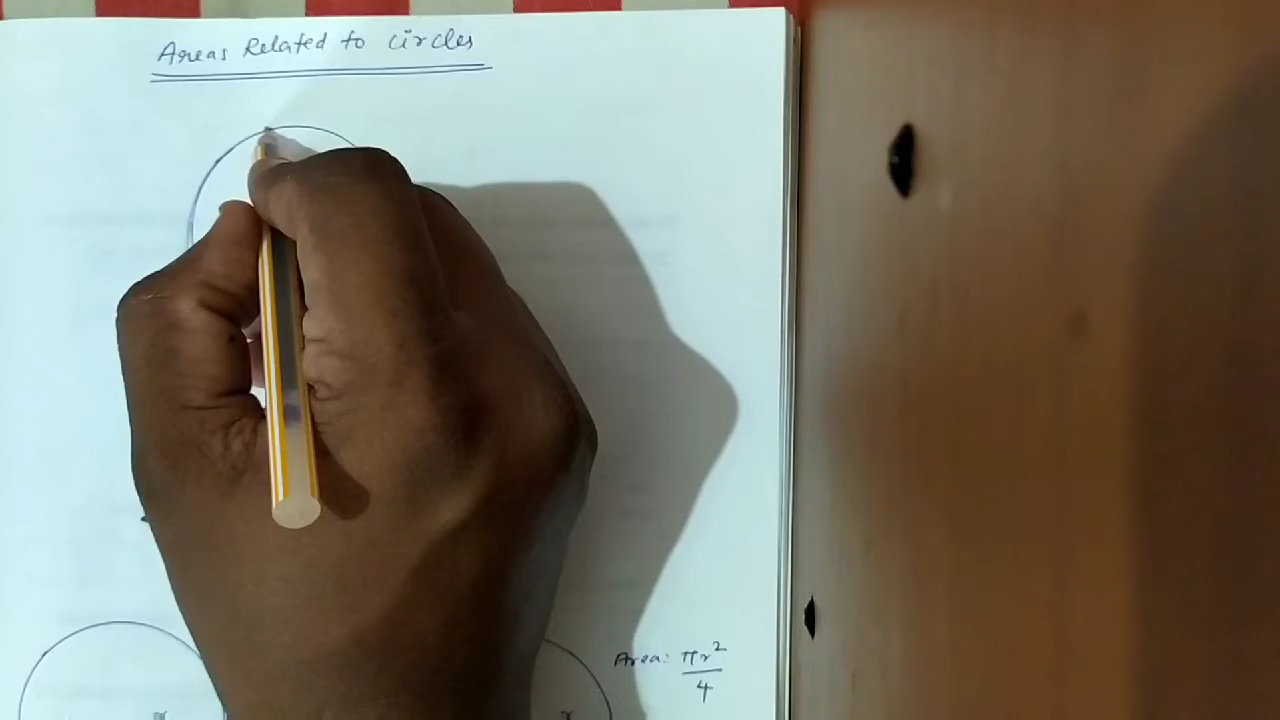 Areas Related to Circles
Area: πr²/4
r